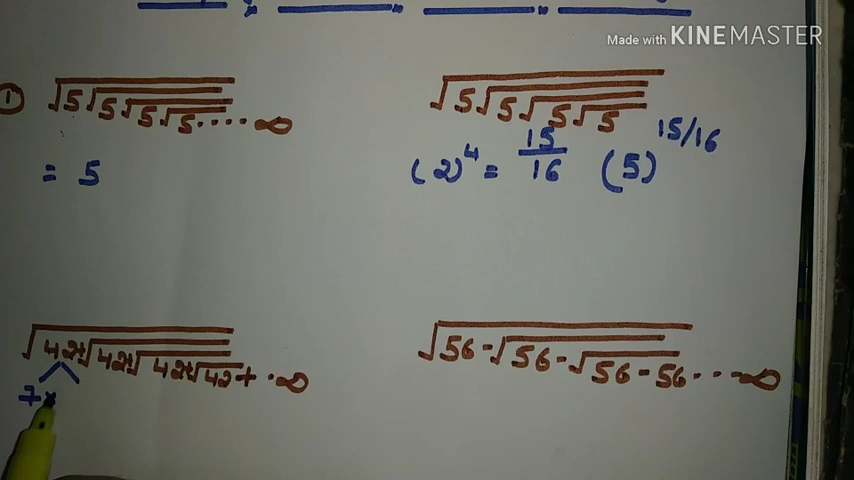 Made with KINEMASTER
① √5√5√5√5.... ∞
= 5
√5√5√5√5
(2)⁴ = 15/16 (5)^15/16
√42+√42+√42+√42+..∞
7×
√56-√56-√56-56...∞